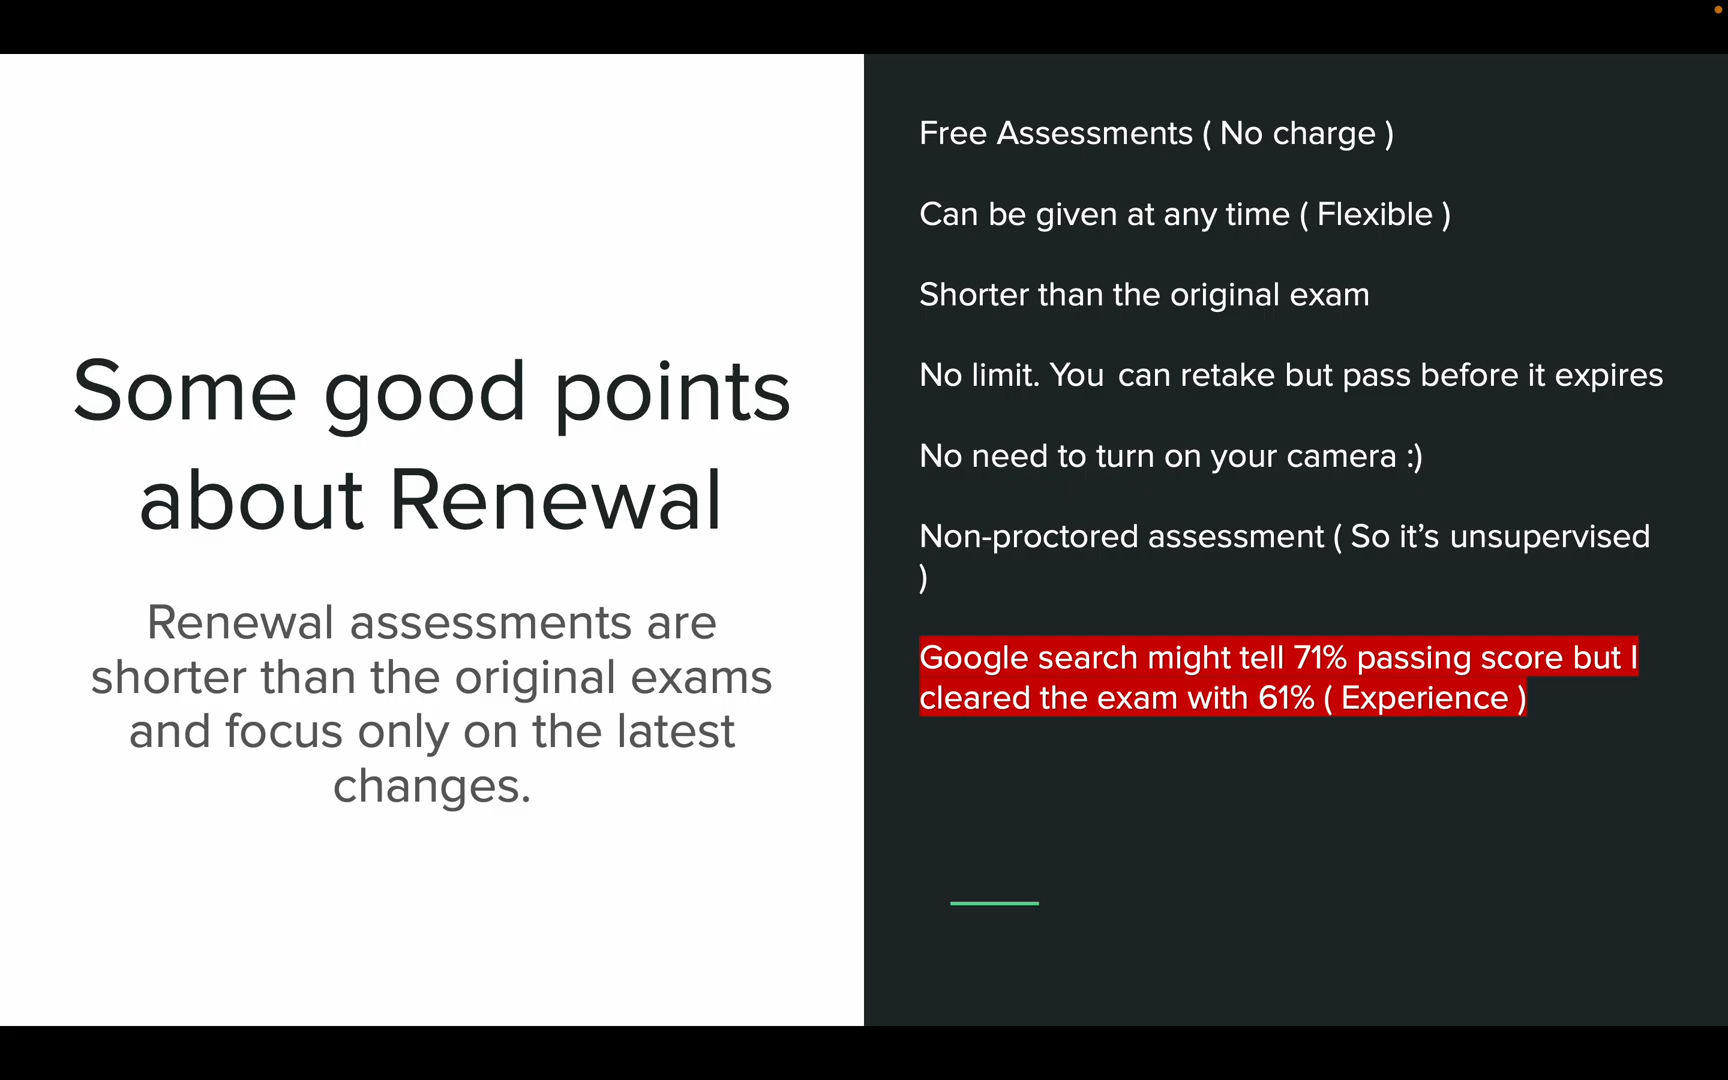 Some good points
about Renewal
Renewal assessments are
shorter than the original exams
and focus only on the latest
changes.
Free Assessments ( No charge )
Can be given at any time ( Flexible )
Shorter than the original exam
No limit. You can retake but pass before it expires
No need to turn on your camera :)
Non-proctored assessment ( So it’s unsupervised
)
Google search might tell 71% passing score but I
cleared the exam with 61% ( Experience )